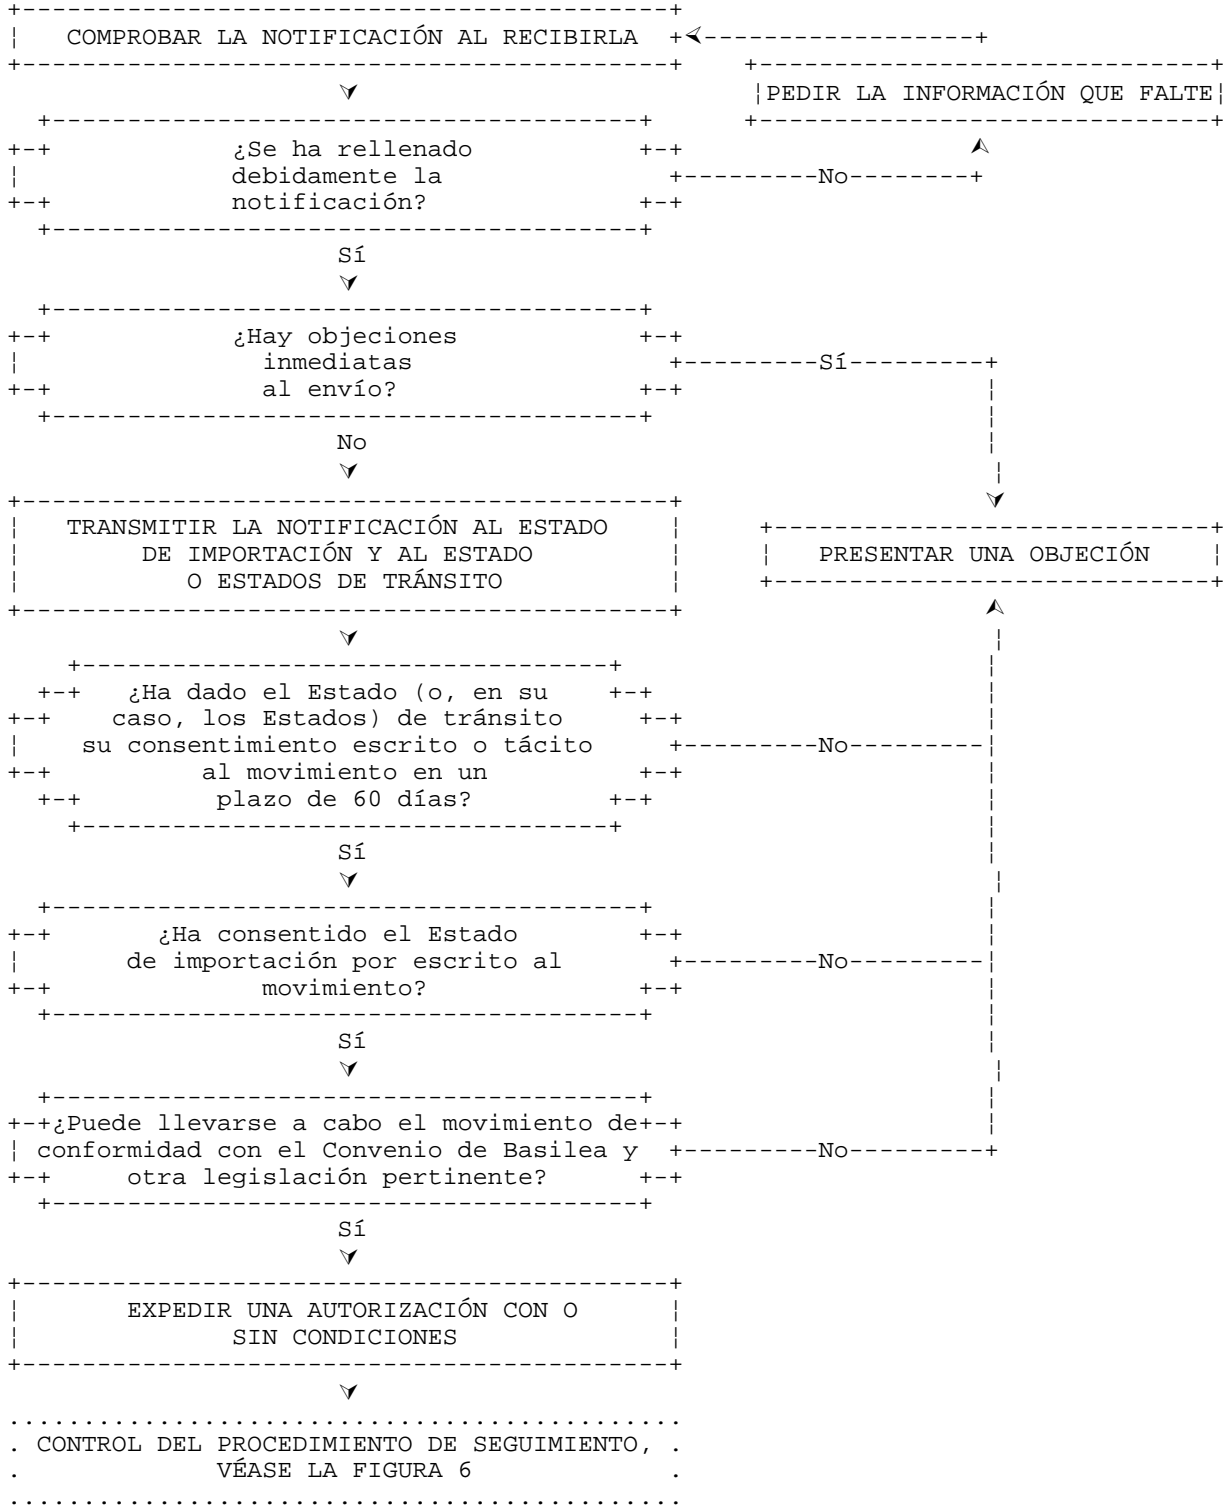 COMPROBAR LA NOTIFICACIÓN AL RECIBIRLA
PEDIR LA INFORMACIÓN QUE FALTE
¿Se ha rellenado
debidamente la
notificación?
No
Sí
¿Hay objeciones
inmediatas
al envío?
Sí
No
TRANSMITIR LA NOTIFICACIÓN AL ESTADO
DE IMPORTACIÓN Y AL ESTADO
O ESTADOS DE TRÁNSITO
PRESENTAR UNA OBJECIÓN
¿Ha dado el Estado (o, en su
caso, los Estados) de tránsito
su consentimiento escrito o tácito
al movimiento en un
plazo de 60 días?
No
Sí
¿Ha consentido el Estado
de importación por escrito al
movimiento?
No
Sí
¿Puede llevarse a cabo el movimiento de
conformidad con el Convenio de Basilea y
otra legislación pertinente?
No
Sí
EXPEDIR UNA AUTORIZACIÓN CON O
SIN CONDICIONES
CONTROL DEL PROCEDIMIENTO DE SEGUIMIENTO,
VÉASE LA FIGURA 6